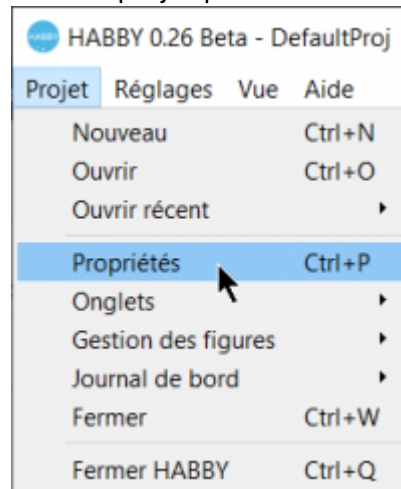 HABBY HABBY 0.26 Beta - DefaultProj
Projet Réglages Vue Aide
Nouveau Ctrl+N
Ouvrir Ctrl+O
Ouvrir récent
Propriétés Ctrl+P
Onglets
Gestion des figures
Journal de bord
Fermer Ctrl+W
Fermer HABBY Ctrl+Q